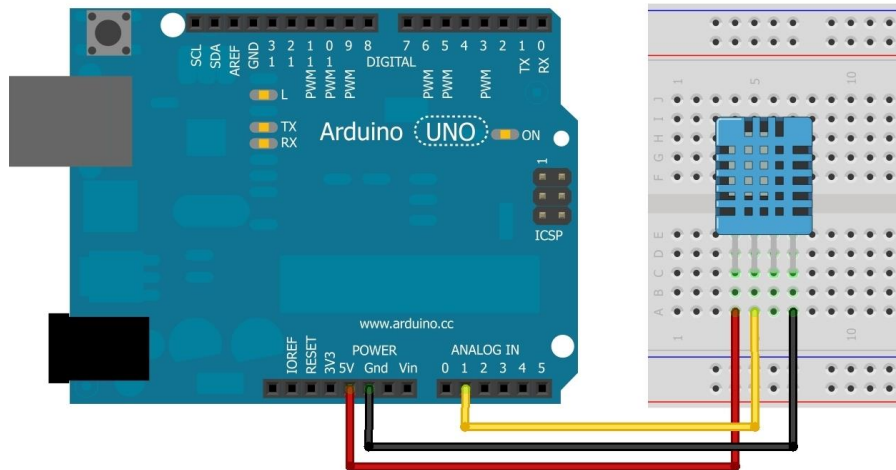 SCL
SDA
AREF
GND
13
12
PWM 11
PWM 10
PWM 9
8
DIGITAL
7
PWM 6
PWM 5
4
PWM 3
2
TX 1
RX 0
L
TX
RX
Arduino UNO
ON
1
ICSP
www.arduino.cc
POWER
ANALOG IN
IOREF
RESET
3V3
5V
Gnd
Vin
0 1 2 3 4 5
1 5 10
J
I
H
G
F
E
D
C
B
A
1 10